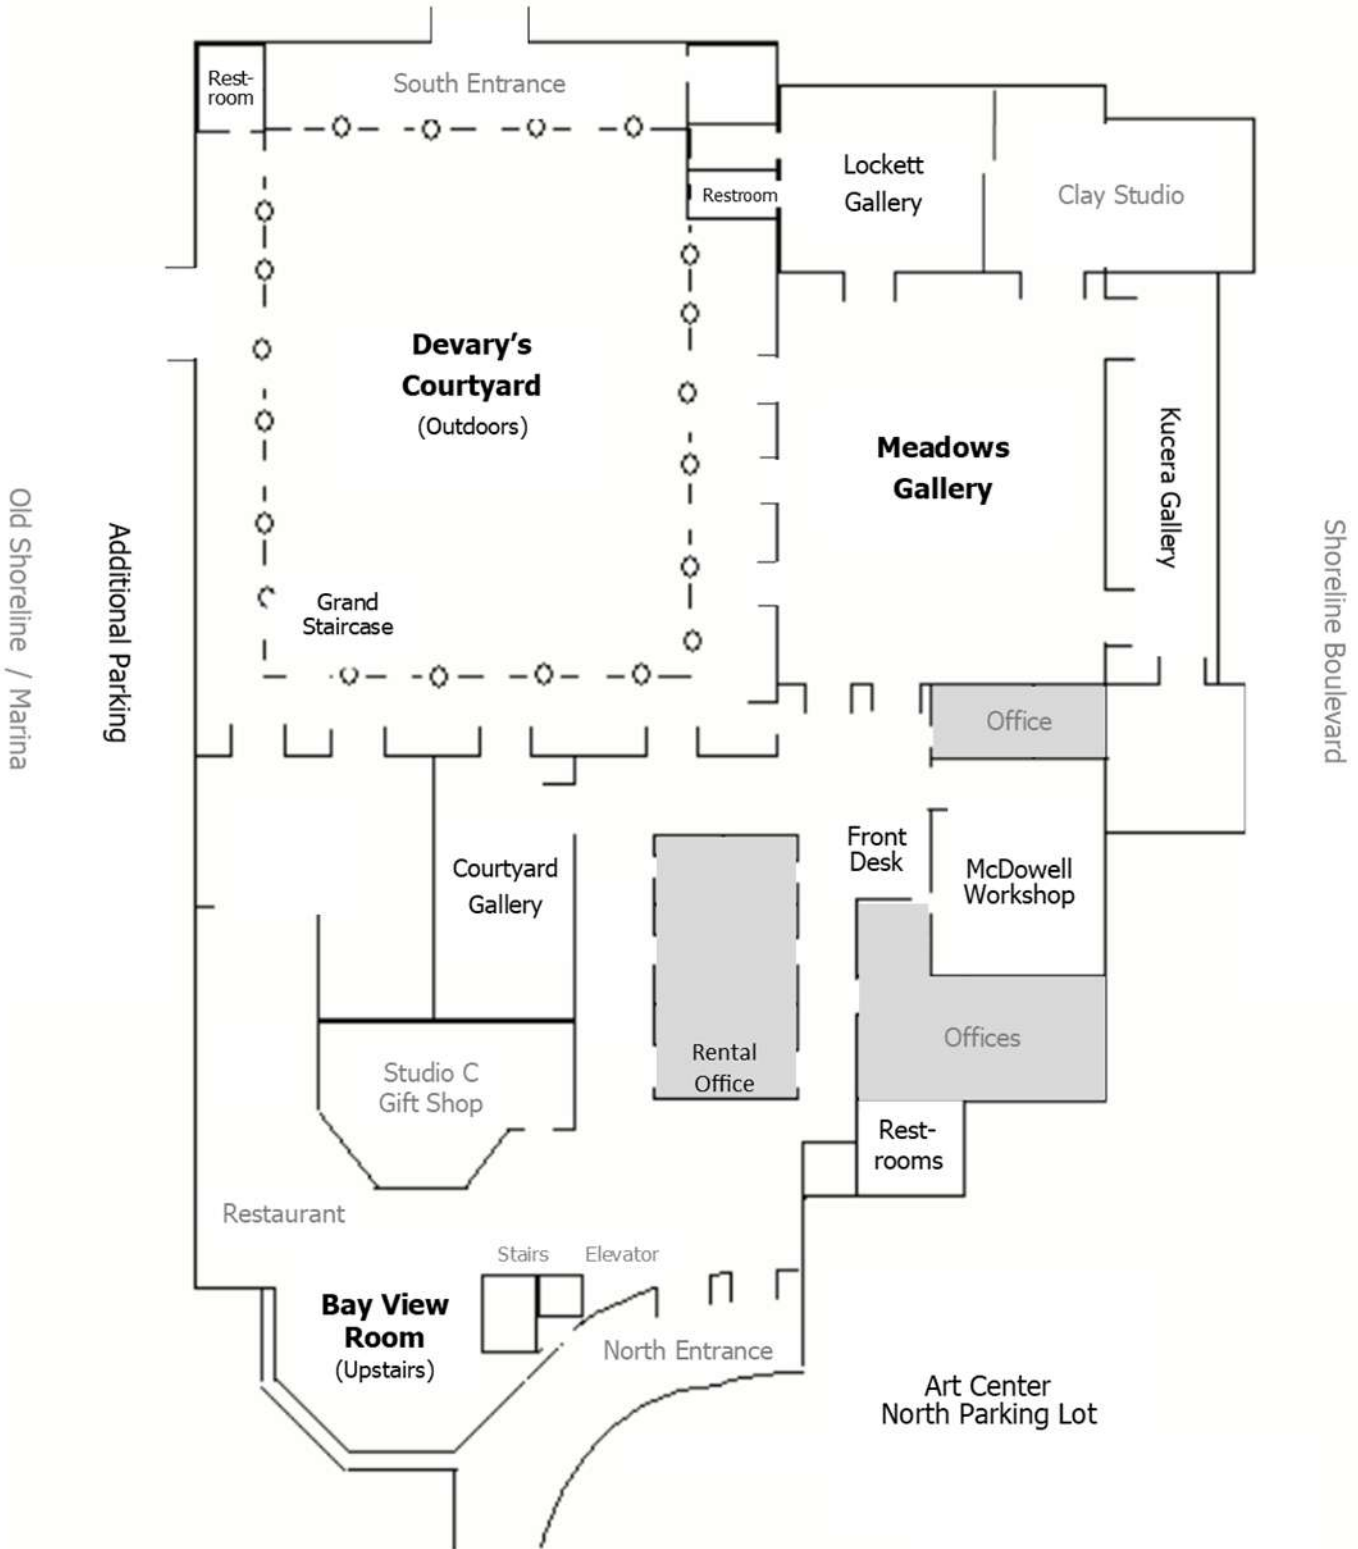 Rest-
room
South Entrance
Lockett
Gallery
Clay Studio
Restroom
Devary's
Courtyard
(Outdoors)
Meadows
Gallery
Kucera Gallery
Old Shoreline / Marina
Additional Parking
Shoreline Boulevard
Grand
Staircase
Office
Front
Desk
McDowell
Workshop
Courtyard
Gallery
Rental
Office
Offices
Studio C
Gift Shop
Rest-
rooms
Restaurant
Stairs
Elevator
Bay View
Room
(Upstairs)
North Entrance
Art Center
North Parking Lot